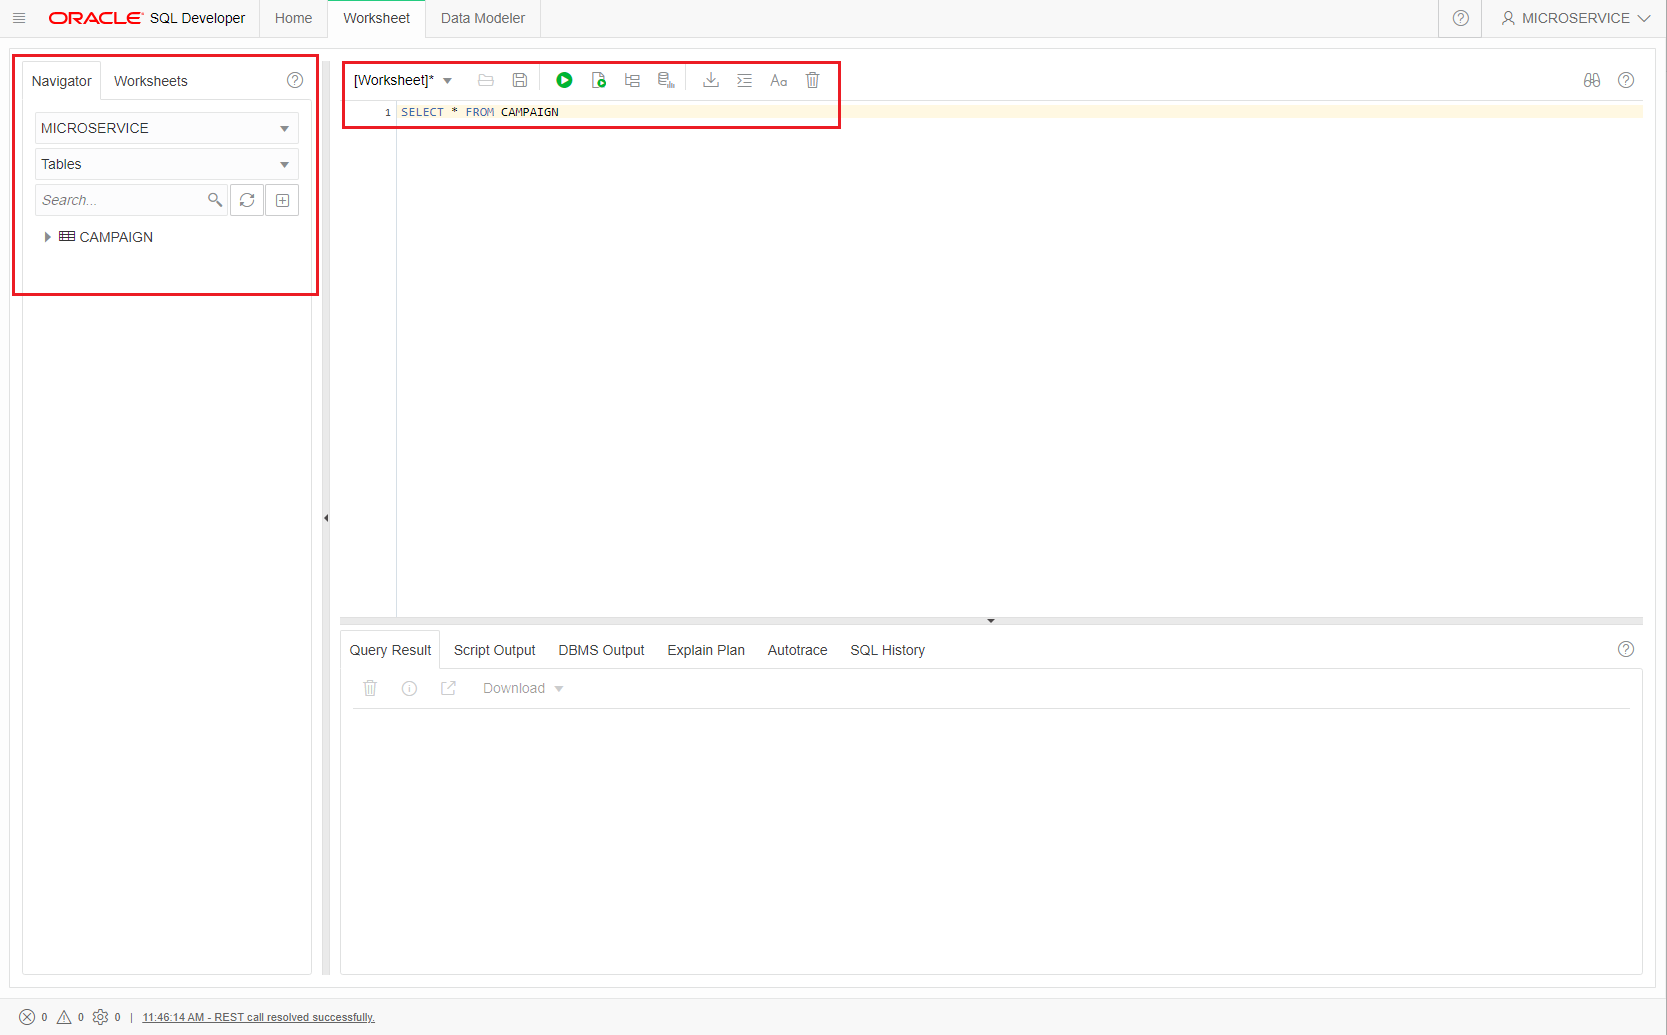 ORACLE SQL Developer
Home
Worksheet
Data Modeler
MICROSERVICE
Navigator
Worksheets
MICROSERVICE
Tables
Search...
CAMPAIGN
[Worksheet]*
Aa
1 SELECT * FROM CAMPAIGN
Query Result
Script Output
DBMS Output
Explain Plan
Autotrace
SQL History
Download
0 0 0 | 11:46:14 AM - REST call resolved successfully.